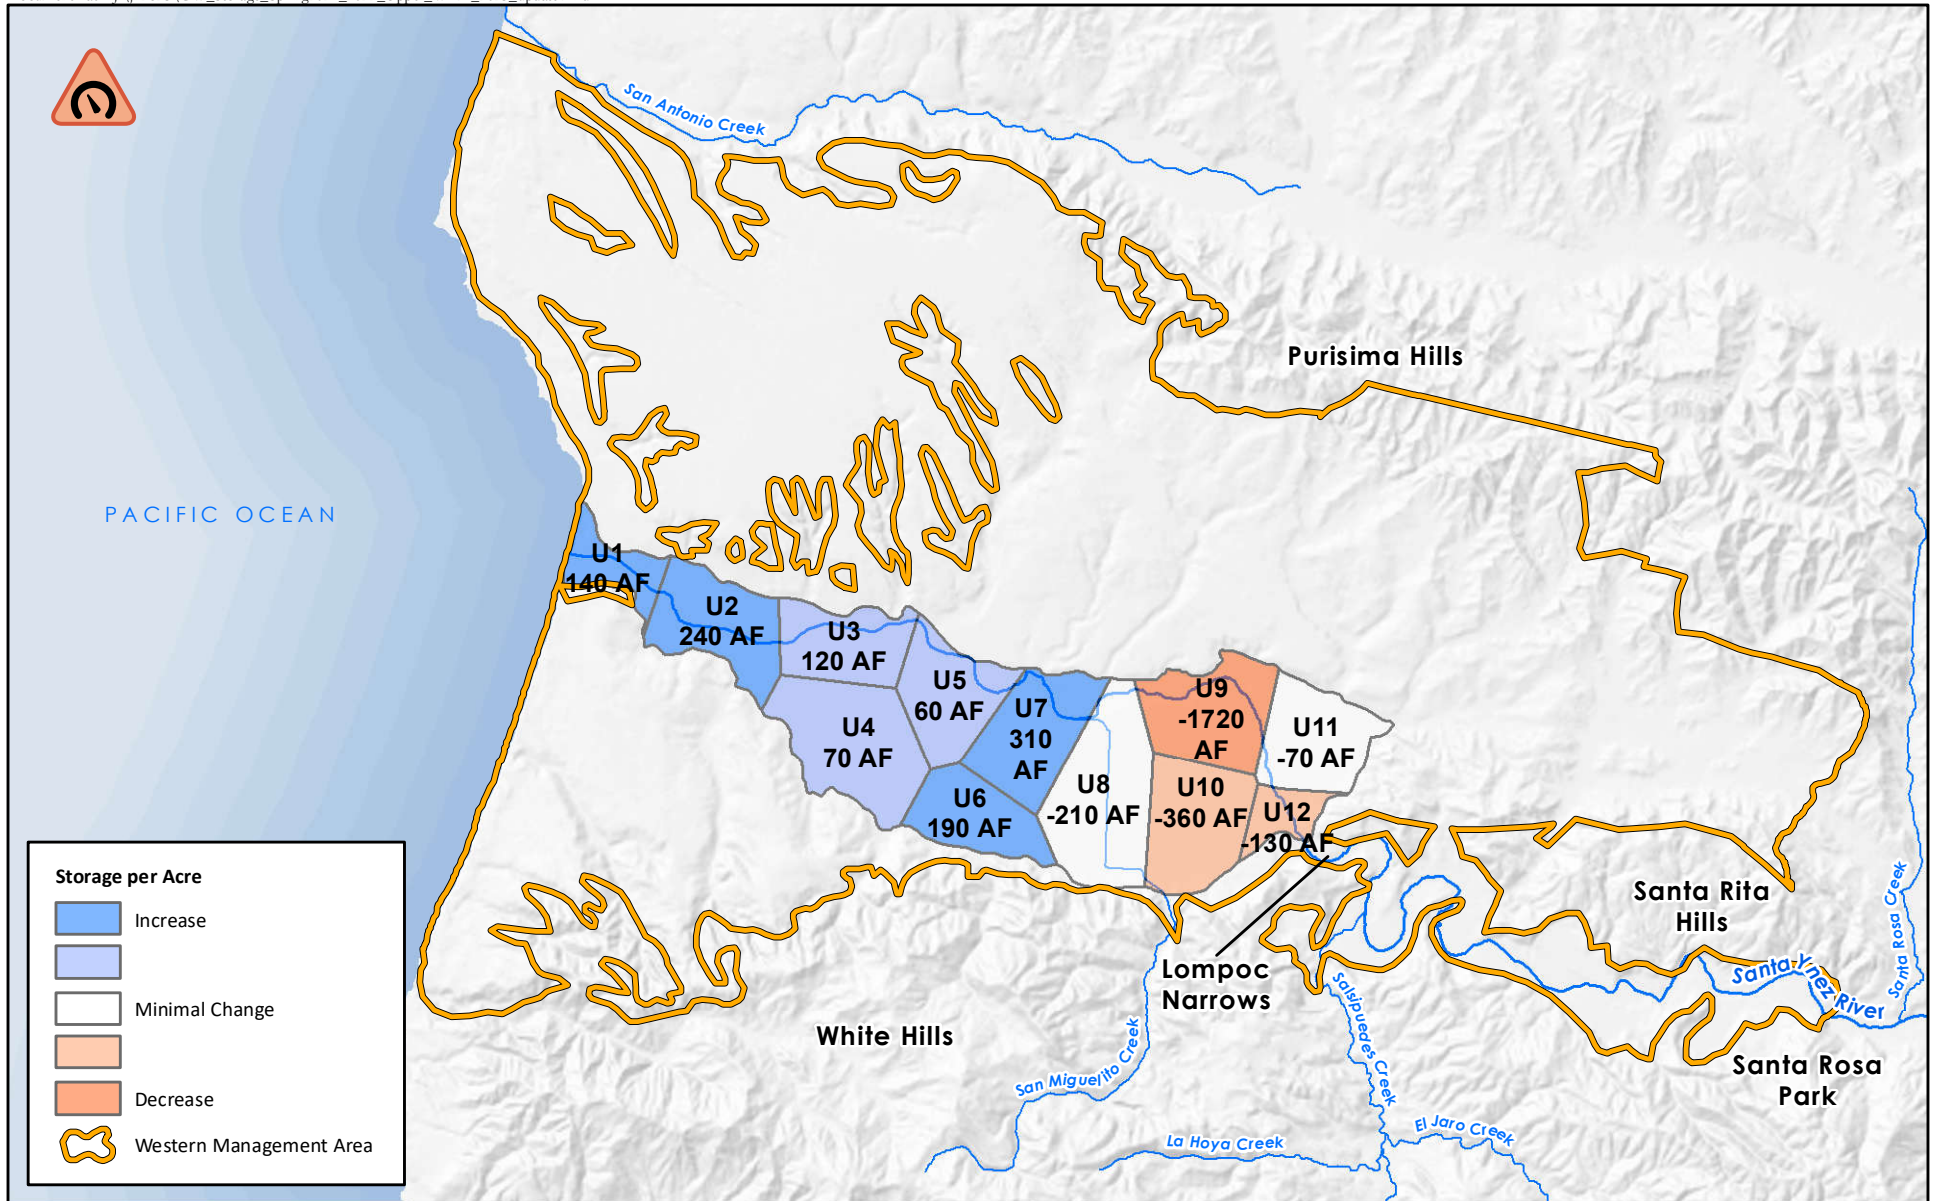 San Antonio Creek
Purisima Hills
PACIFIC OCEAN
U1
140 AF
U2
240 AF
U3
120 AF
U4
70 AF
U5
60 AF
U6
190 AF
U7
310
AF
U8
-210 AF
U9
-1720
AF
U10
-360 AF
U11
-70 AF
U12
-130 AF
Santa Rita
Hills
Lompoc
Narrows
Santa Ynez River
Santa Rosa Creek
Salsipuedes Creek
White Hills
San Miguelito Creek
Santa Rosa
Park
La Hoya Creek
El Jaro Creek
Storage per Acre
Increase
Minimal Change
Decrease
Western Management Area